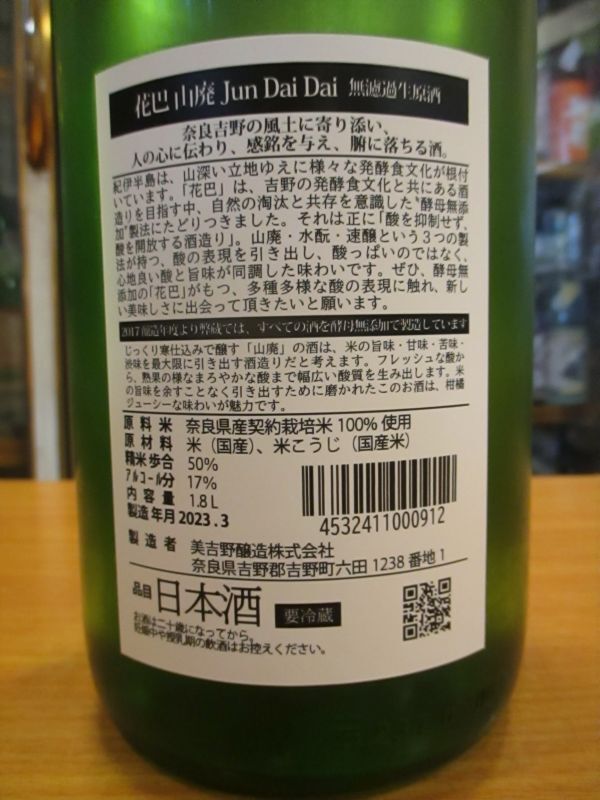 花巴 山廃 Jun Dai Dai 無濾過生原酒
奈良吉野の風土に寄り添い、
人の心に伝わり、感銘を与え、腑に落ちる酒。
紀伊半島は、山深い立地ゆえに様々な発酵食文化が根付
いています。「花巴」は、吉野の発酵食文化と共にある酒
造りを目指す中、自然の淘汰と共存を意識した“酵母無添
加”製法にたどりつきました。それは正に「酸を抑制せず、
酸を開放する酒造り」。山廃・水酛・速醸という3つの製
法が持つ、酸の表現を引き出し、酸っぱいのではなく、
心地良い酸と旨味が同調した味わいです。ぜひ、酵母無
添加の「花巴」がもつ、多種多様な酸の表現に触れ、新し
い美味しさに出会って頂きたいと願います。
2017醸造年度より弊蔵では、すべての酒を酵母無添加で製造しています
じっくり寒仕込みで醸す「山廃」の酒は、米の旨味・甘味・苦味・
渋味を最大限に引き出す酒造りだと考えます。フレッシュな酸か
ら、熟果の様なまろやかな酸まで幅広い酸質を生み出します。米
の旨味を余すことなく引き出すために磨かれたこのお酒は、柑橘
ジューシーな味わいが魅力です。
原料米 奈良県産契約栽培米100%使用
原材料 米(国産)、米こうじ(国産米)
精米歩合 50%
アルコール分 17%
内容量 1.8L
製造年月 2023.3
4532411000912
製造者 美吉野醸造株式会社
奈良県吉野郡吉野町六田1238番地1
品目 日本酒 要冷蔵
お酒は二十歳になってから。
妊娠中や授乳期の飲酒はお控えください。